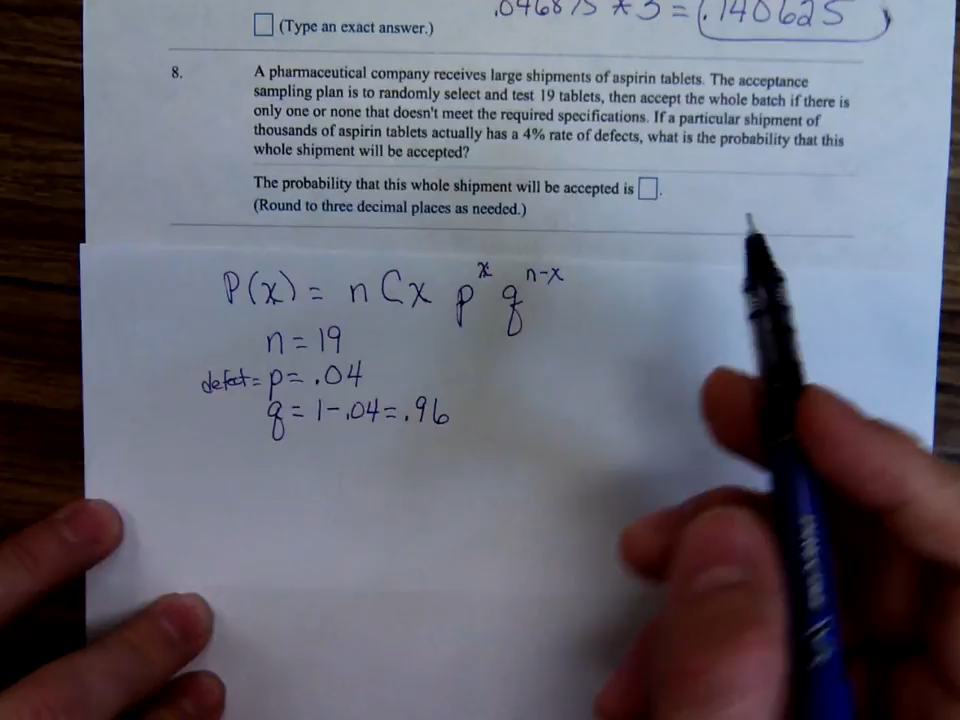 .046875 * 3 = .140625
(Type an exact answer.)
8. A pharmaceutical company receives large shipments of aspirin tablets. The acceptance
sampling plan is to randomly select and test 19 tablets, then accept the whole batch if there is
only one or none that doesn't meet the required specifications. If a particular shipment of
thousands of aspirin tablets actually has a 4% rate of defects, what is the probability that this
whole shipment will be accepted?
The probability that this whole shipment will be accepted is .
(Round to three decimal places as needed.)
P(x) = nCx p^x q^n-x
n = 19
defect = p = .04
q = 1 - .04 = .96